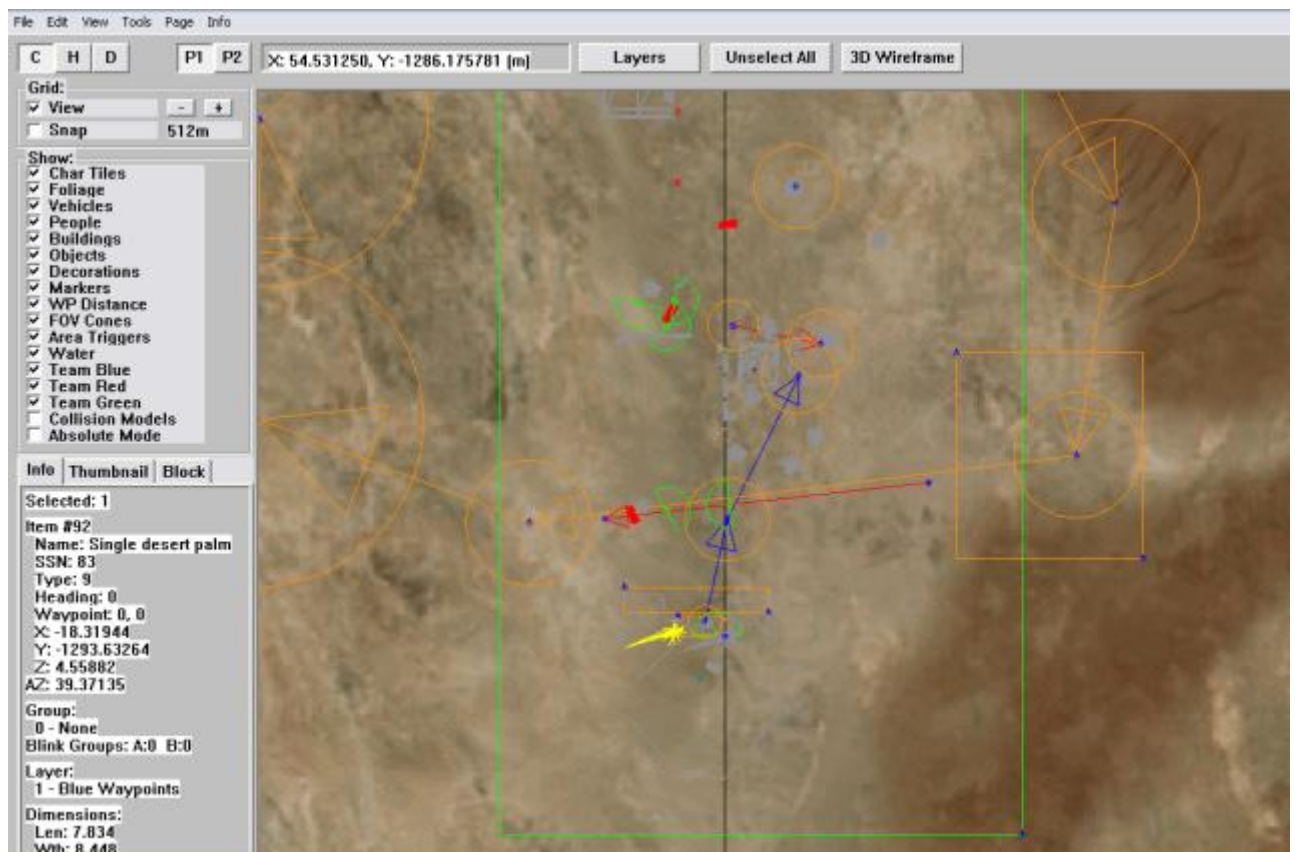 File Edit View Tools Page Info
C H D P1 P2 X: 54.531250, Y: -1286.175781 (m) Layers Unselect All 3D Wireframe
Grid:
View - +
Snap 512m
Show:
Char Tiles
Foliage
Vehicles
People
Buildings
Objects
Decorations
Markers
WP Distance
FOV Cones
Area Triggers
Water
Team Blue
Team Red
Team Green
Collision Models
Absolute Mode
Info Thumbnail Block
Selected: 1
Item #92
Name: Single desert palm
SSN: 83
Type: 9
Heading: 0
Waypoint: 0, 0
X: -18.31944
Y: -1293.63264
Z: 4.55882
AZ: 39.37135
Group:
0 - None
Blink Groups: A:0 B:0
Layer:
1 - Blue Waypoints
Dimensions:
Len: 7.834
Wth: 8.448